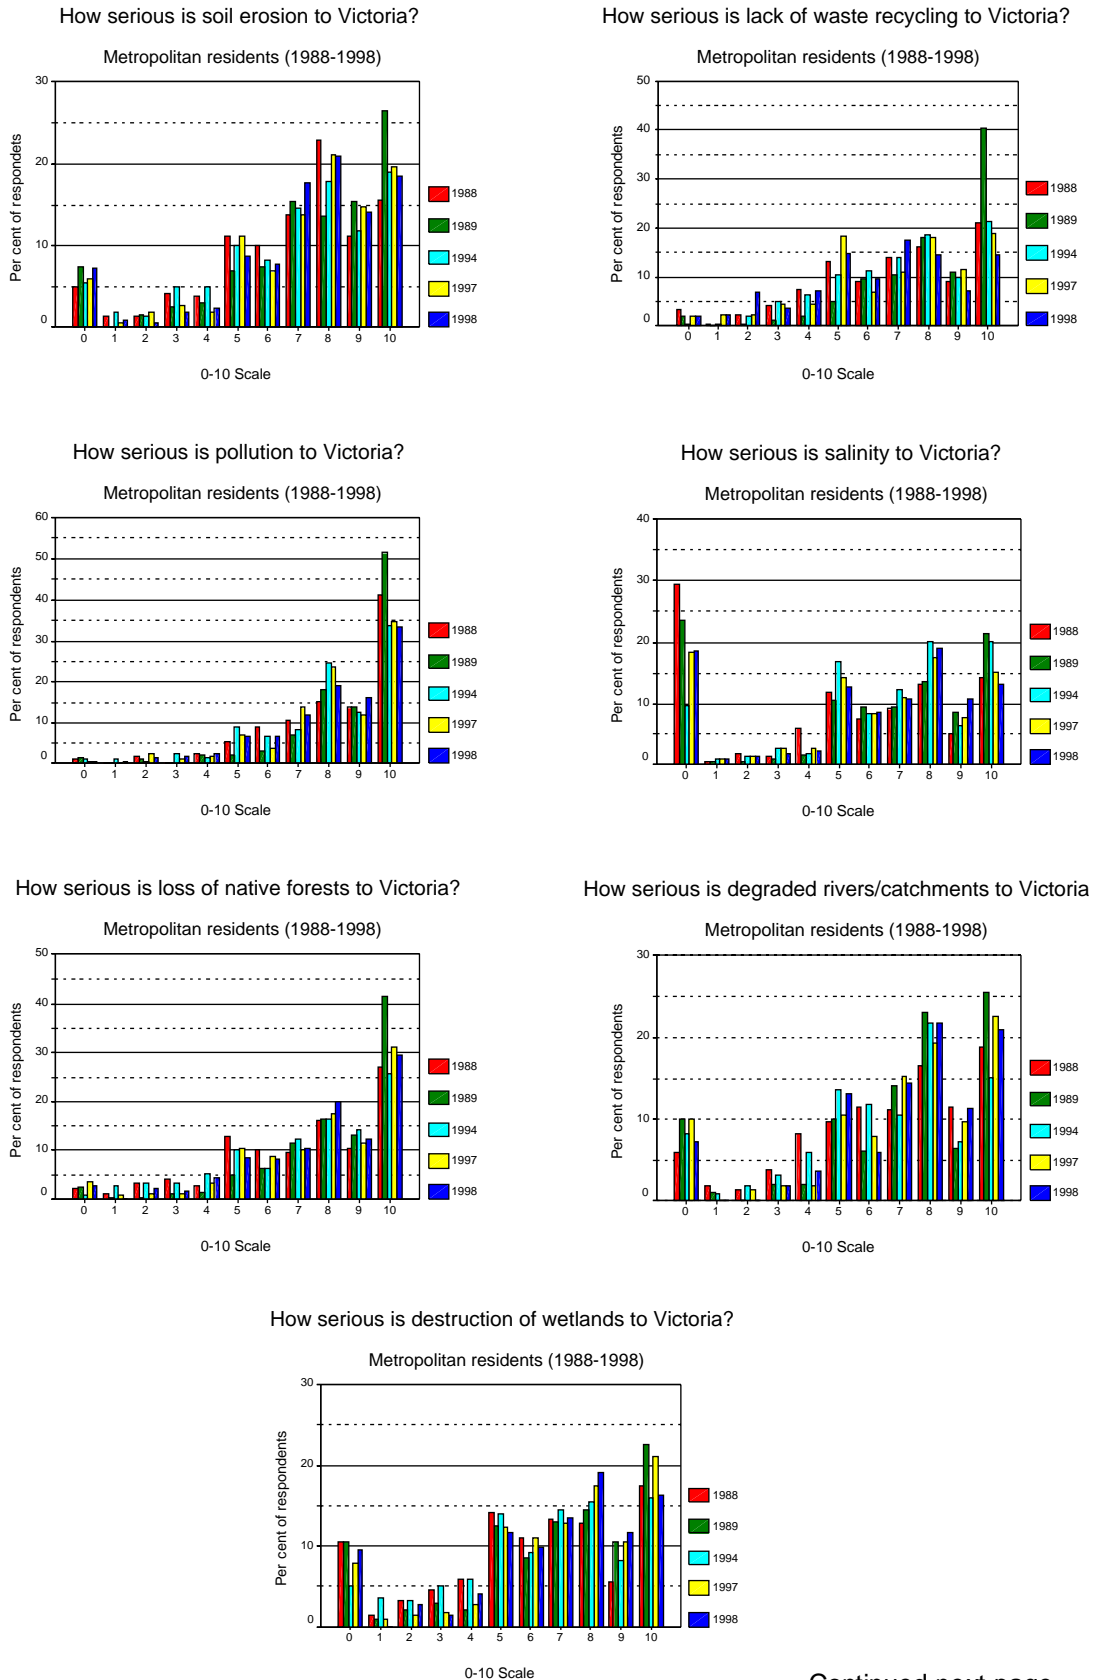 How serious is soil erosion to Victoria?
Metropolitan residents (1988-1998)
Per cent of respondets
30
20
10
0
0 1 2 3 4 5 6 7 8 9 10
0-10 Scale
1988
1989
1994
1997
1998
How serious is lack of waste recycling to Victoria?
Metropolitan residents (1988-1998)
Per cent of respondents
50
40
30
20
10
0
0 1 2 3 4 5 6 7 8 9 10
0-10 Scale
1988
1989
1994
1997
1998
How serious is pollution to Victoria?
Metropolitan residents (1988-1998)
Per cent of respondents
60
50
40
30
20
10
0
0 1 2 3 4 5 6 7 8 9 10
0-10 Scale
1988
1989
1994
1997
1998
How serious is salinity to Victoria?
Metropolitan residents (1988-1998)
Per cent of respondents
40
30
20
10
0
0 1 2 3 4 5 6 7 8 9 10
0-10 Scale
1988
1989
1994
1997
1998
How serious is loss of native forests to Victoria?
Metropolitan residents (1988-1998)
Per cent of respondents
50
40
30
20
10
0
0 1 2 3 4 5 6 7 8 9 10
0-10 Scale
1988
1989
1994
1997
1998
How serious is degraded rivers/catchments to Victoria
Metropolitan residents (1988-1998)
Per cent of respondents
30
20
10
0
0 1 2 3 4 5 6 7 8 9 10
0-10 Scale
1988
1989
1994
1997
1998
How serious is destruction of wetlands to Victoria?
Metropolitan residents (1988-1998)
Per cent of respondents
30
20
10
0
0 1 2 3 4 5 6 7 8 9 10
0-10 Scale
1988
1989
1994
1997
1998
Continued next page